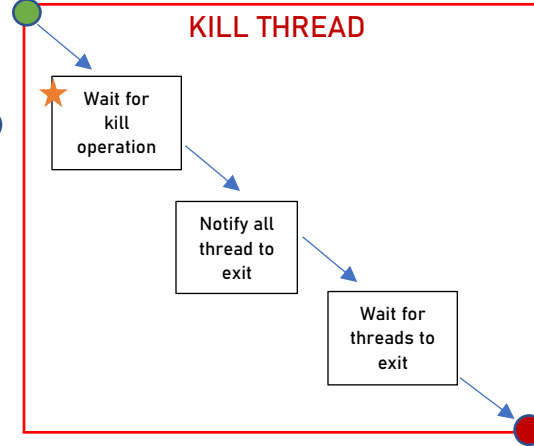 KILL THREAD
Wait for
kill
operation
Notify all
thread to
exit
Wait for
threads to
exit